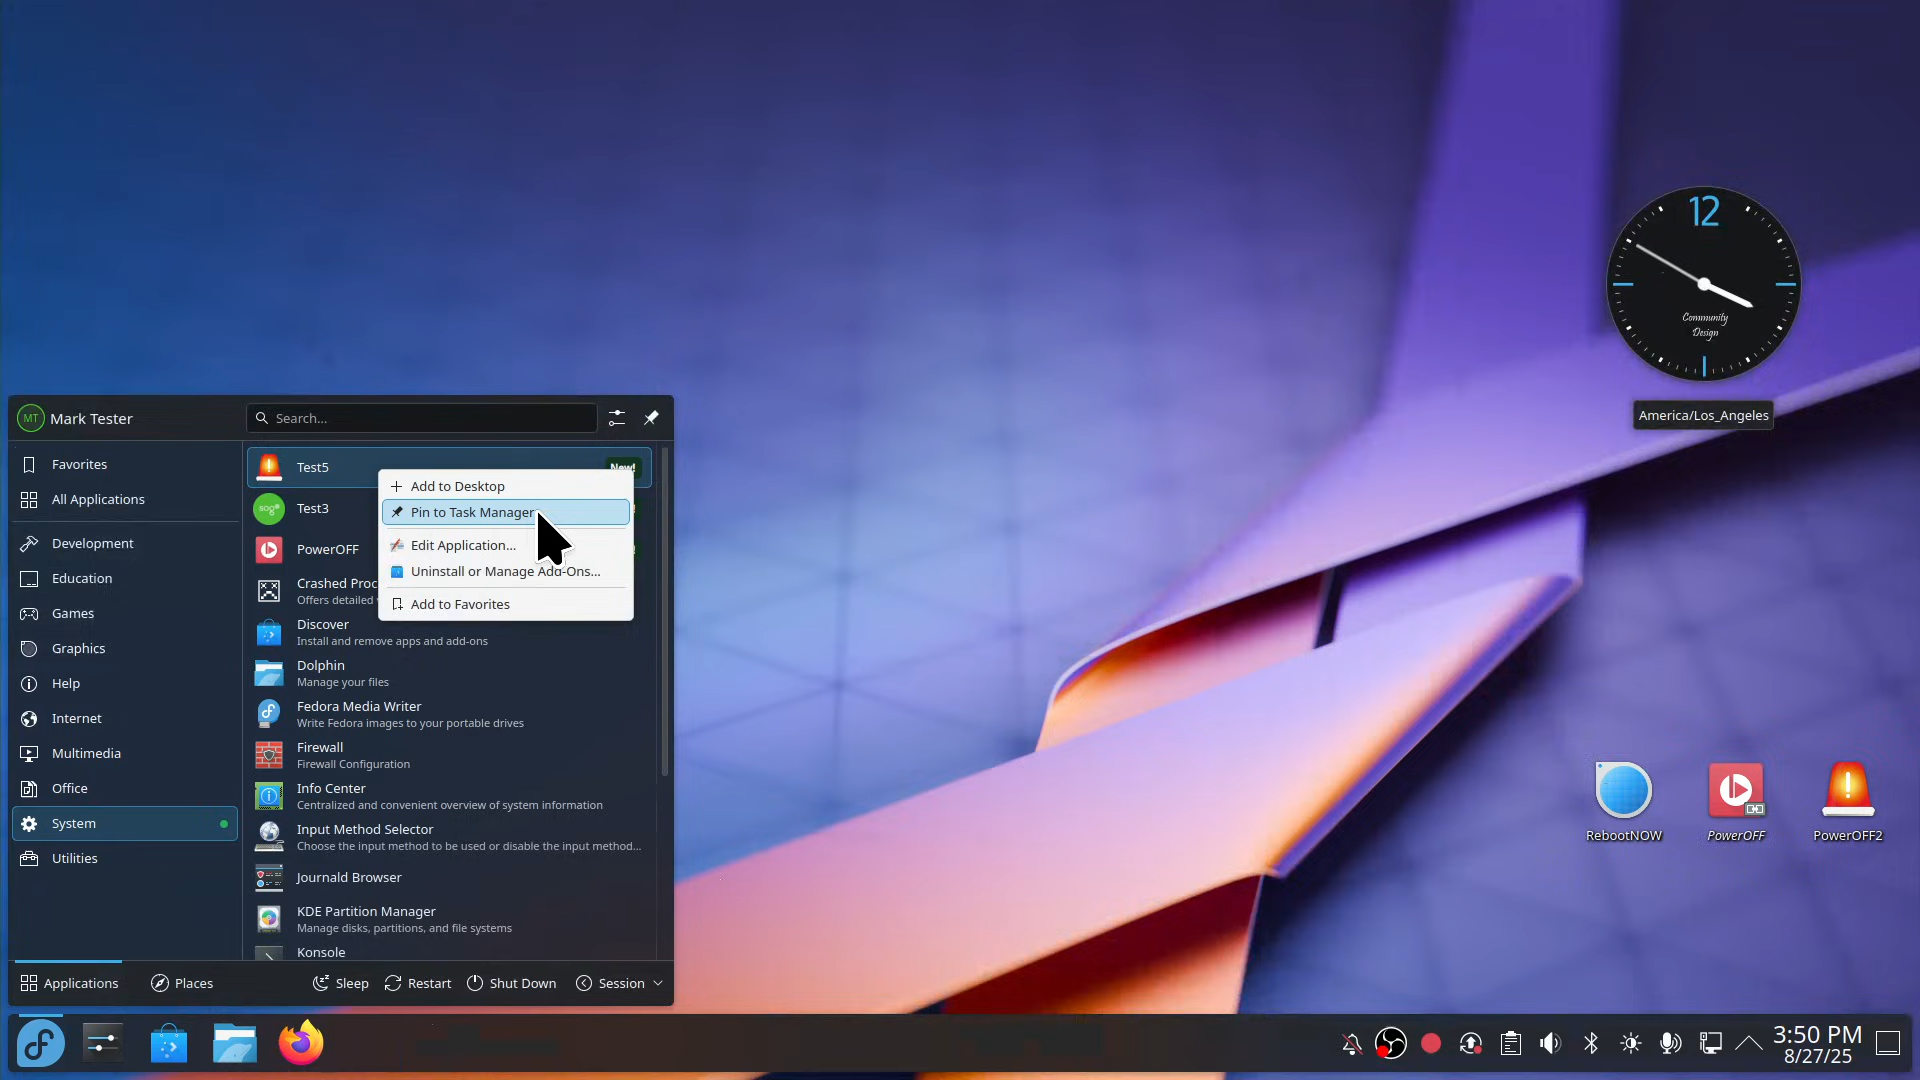 12
Community
Design
America/Los_Angeles
MT Mark Tester
Search...
Favorites
All Applications
Development
Education
Games
Graphics
Help
Internet
Multimedia
Office
System
Utilities
Test5
New!
Test3
PowerOFF
Crashed Proc
Offers detailed
Discover
Install and remove apps and add-ons
Dolphin
Manage your files
Fedora Media Writer
Write Fedora images to your portable drives
Firewall
Firewall Configuration
Info Center
Centralized and convenient overview of system information
Input Method Selector
Choose the input method to be used or disable the input method...
Journald Browser
KDE Partition Manager
Manage disks, partitions, and file systems
Konsole
Add to Desktop
Pin to Task Manager
Edit Application...
Uninstall or Manage Add-Ons...
Add to Favorites
Applications
Places
Sleep
Restart
Shut Down
Session
RebootNOW
PowerOFF
PowerOFF2
3:50 PM
8/27/25